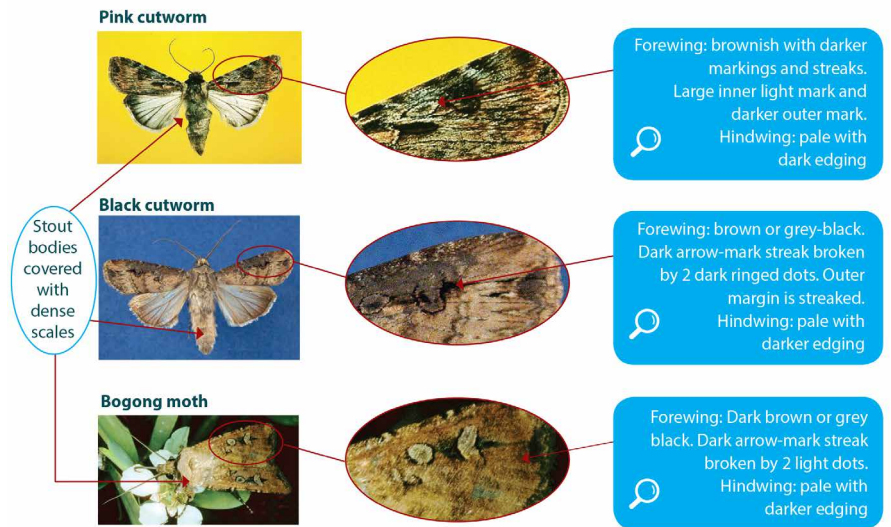 Pink cutworm
Forewing: brownish with darker
markings and streaks.
Large inner light mark and
darker outer mark.
Hindwing: pale with
dark edging
Stout
bodies
covered
with
dense
scales
Black cutworm
Forewing: brown or grey-black.
Dark arrow-mark streak broken
by 2 dark ringed dots. Outer
margin is streaked.
Hindwing: pale with
darker edging
Bogong moth
Forewing: Dark brown or grey
black. Dark arrow-mark streak
broken by 2 light dots.
Hindwing: pale with
darker edging